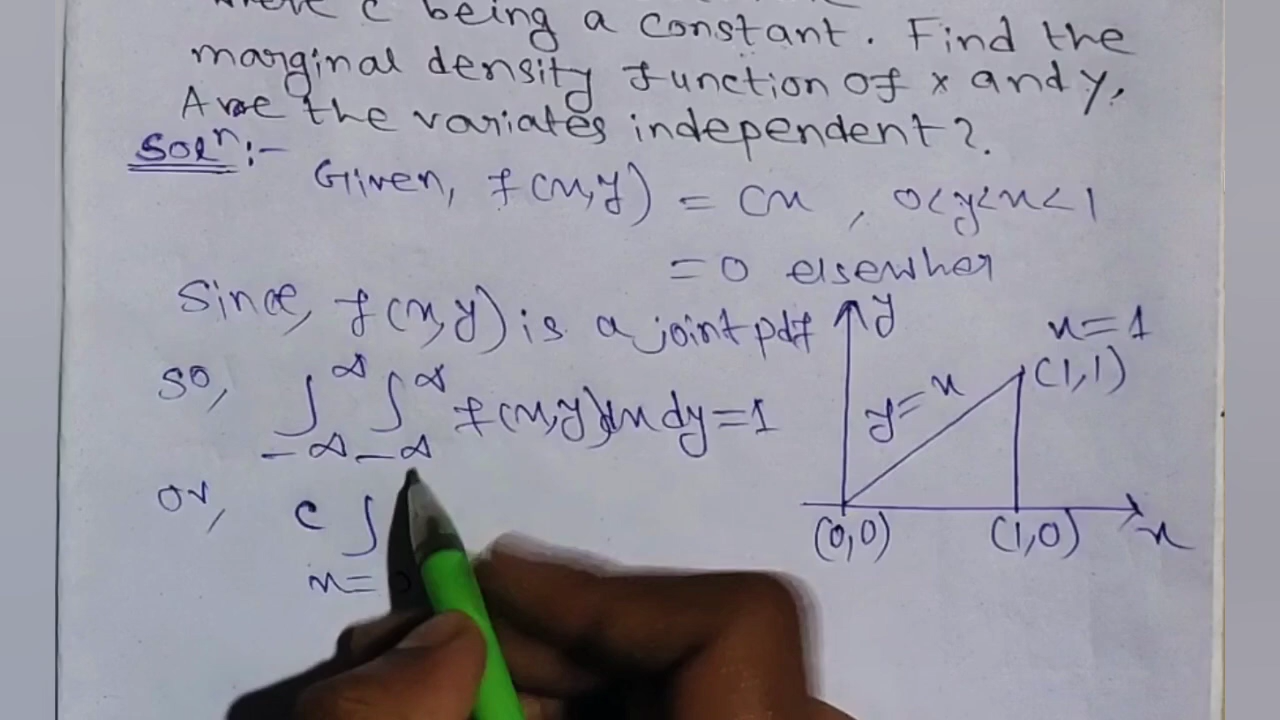 where c being a constant. Find the
marginal density function of x and y.
Are the variates independent?.
Solⁿ:-
Given, f(x,y) = cx , 0<y<x<1
=0 elsewher
Since, f(x,y) is a joint pdf
so, ∫_{-∞}^{∞} ∫_{-∞}^{∞} f(x,y)dx dy=1
or, c ∫
x=
y
x=1
(1,1)
y=x
(0,0) (1,0) x